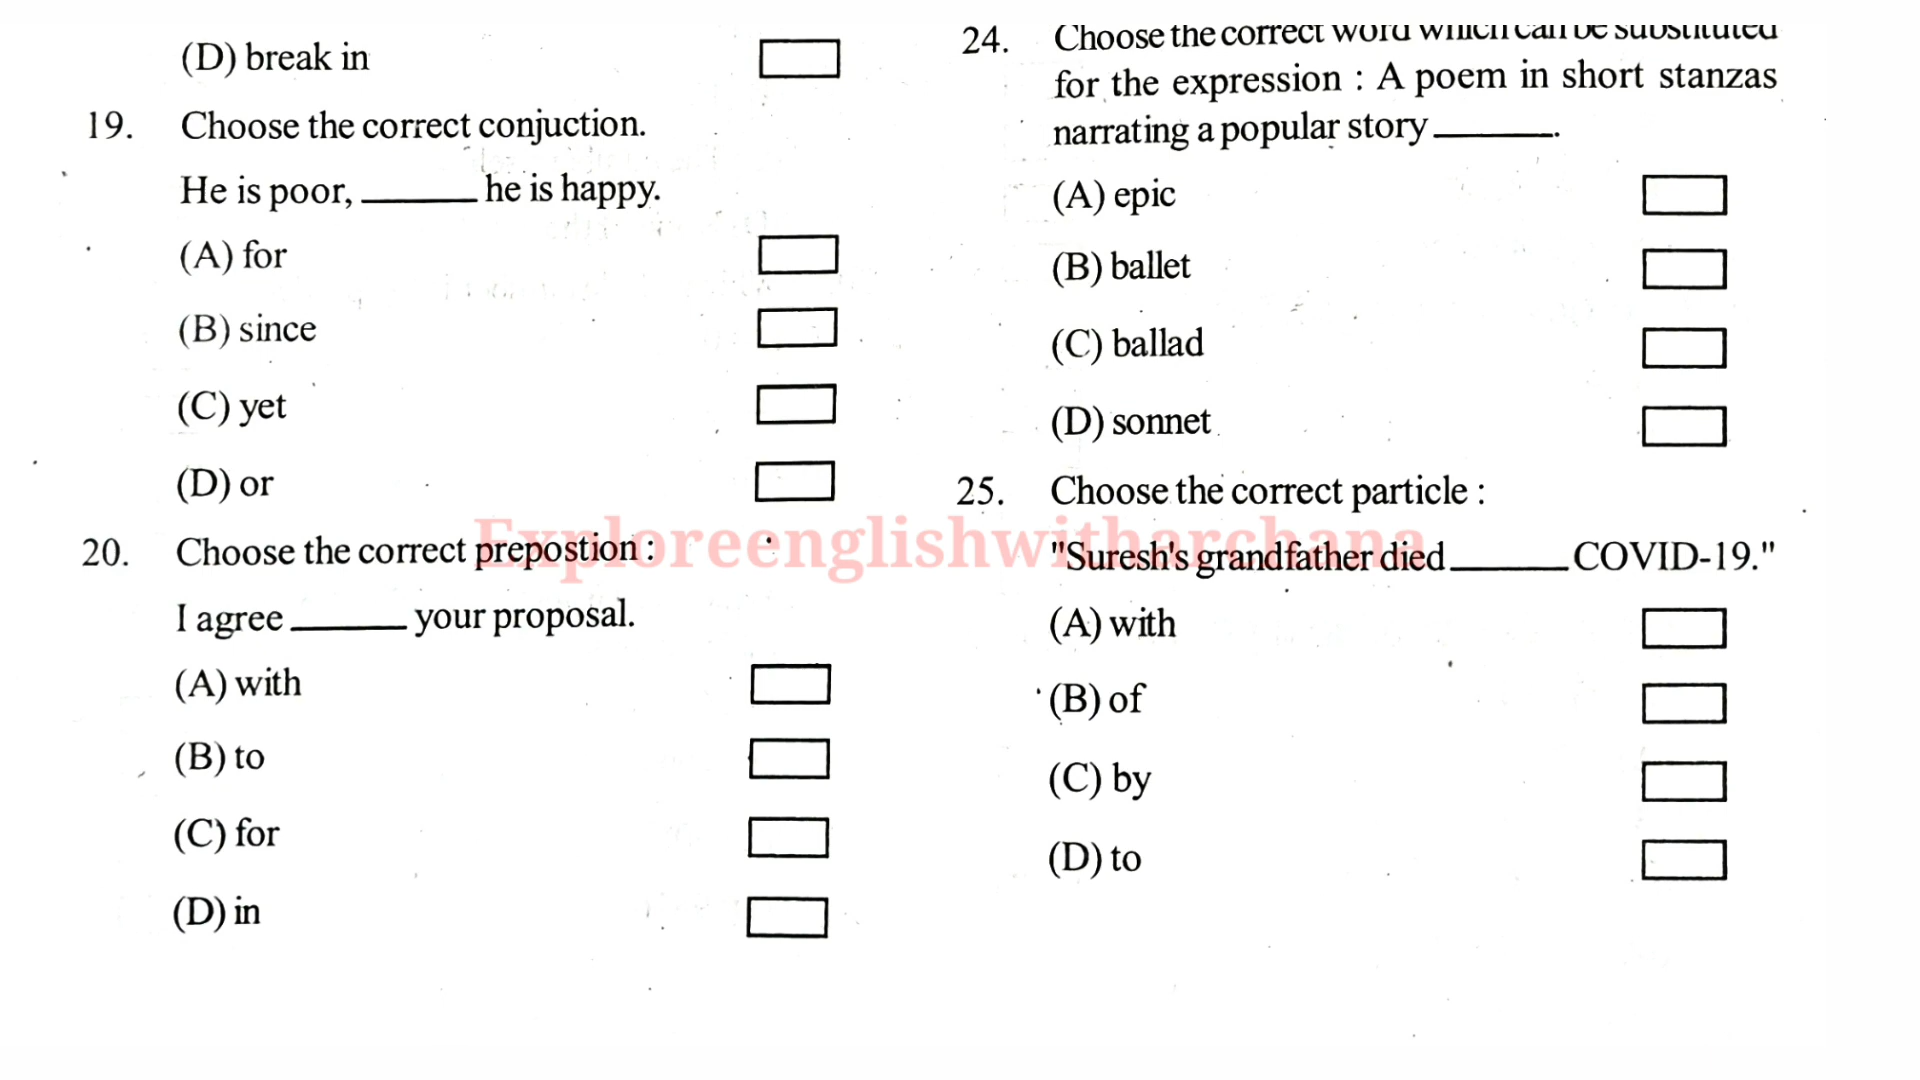 (D) break in
19. Choose the correct conjuction.
He is poor, ______ he is happy.
(A) for
(B) since
(C) yet
(D) or
20. Choose the correct prepostion :
I agree ______ your proposal.
(A) with
(B) to
(C) for
(D) in
24. Choose the correct word which can be substituted
for the expression : A poem in short stanzas
narrating a popular story ______.
(A) epic
(B) ballet
(C) ballad
(D) sonnet
25. Choose the correct particle :
"Suresh's grandfather died ______ COVID-19."
(A) with
(B) of
(C) by
(D) to
Exploreenglishwitharchana